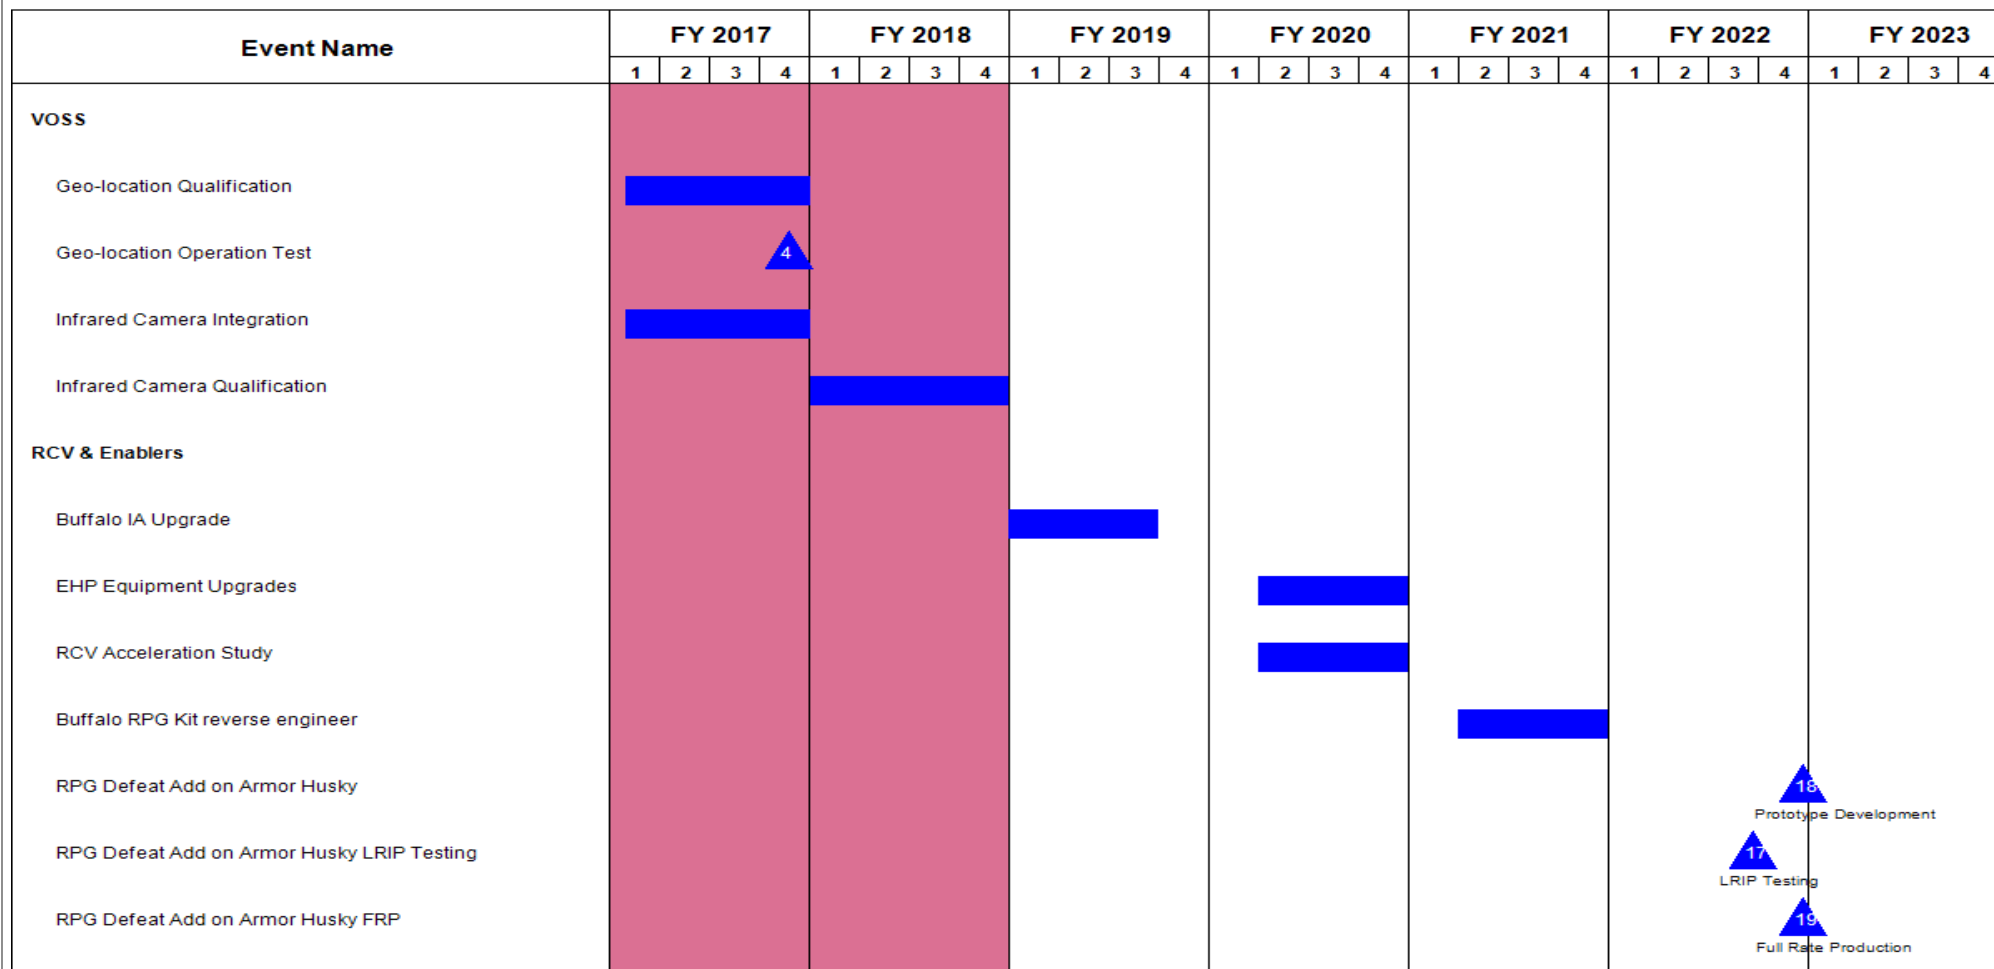 Event Name FY 2017 FY 2018 FY 2019 FY 2020 FY 2021 FY 2022 FY 2023
1 2 3 4 1 2 3 4 1 2 3 4 1 2 3 4 1 2 3 4 1 2 3 4 1 2 3 4
VOSS
Geo-location Qualification
Geo-location Operation Test 4
Infrared Camera Integration
Infrared Camera Qualification
RCV & Enablers
Buffalo IA Upgrade
EHP Equipment Upgrades
RCV Acceleration Study
Buffalo RPG Kit reverse engineer
RPG Defeat Add on Armor Husky 18
Prototype Development
RPG Defeat Add on Armor Husky LRIP Testing 17
LRIP Testing
RPG Defeat Add on Armor Husky FRP 19
Full Rate Production